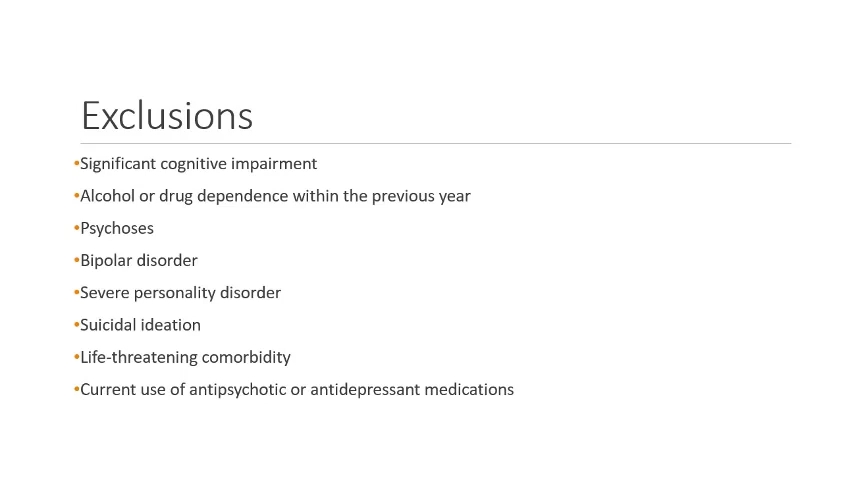 Exclusions
•Significant cognitive impairment
•Alcohol or drug dependence within the previous year
•Psychoses
•Bipolar disorder
•Severe personality disorder
•Suicidal ideation
•Life-threatening comorbidity
•Current use of antipsychotic or antidepressant medications